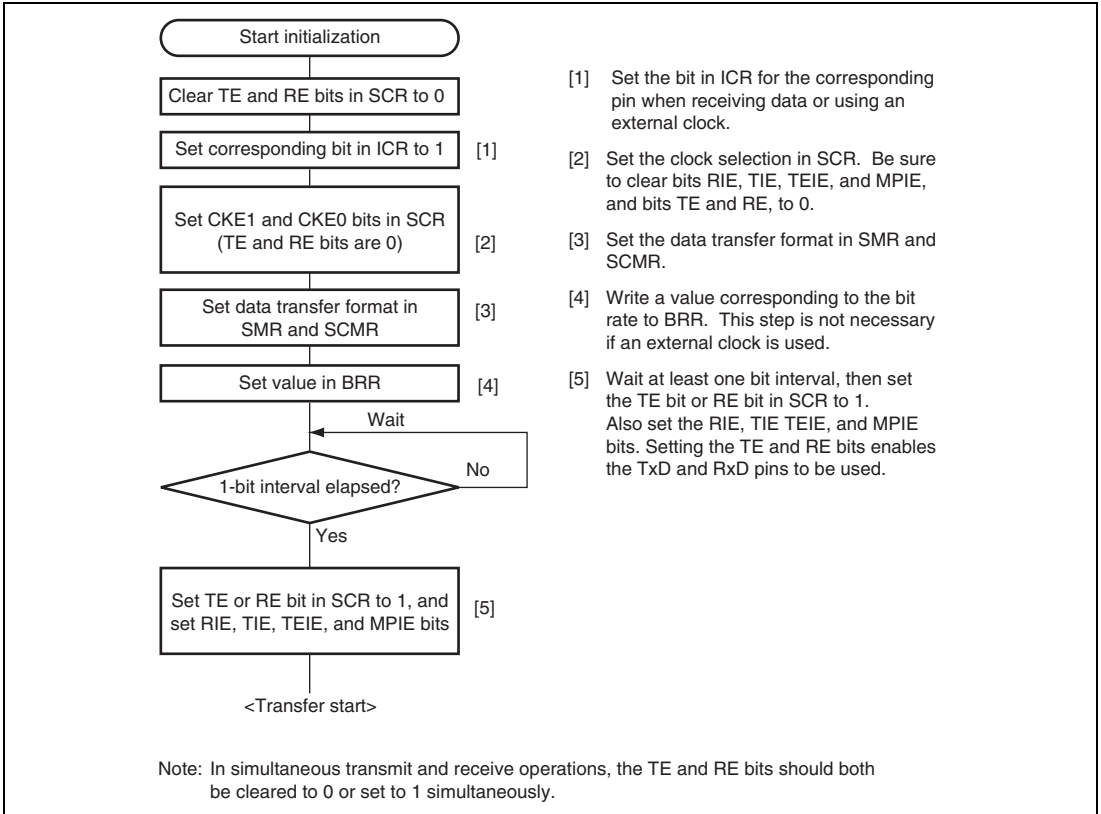 Start initialization
Clear TE and RE bits in SCR to 0
Set corresponding bit in ICR to 1
[1]
Set CKE1 and CKE0 bits in SCR
(TE and RE bits are 0)
[2]
Set data transfer format in
SMR and SCMR
[3]
Set value in BRR
[4]
Wait
No
1-bit interval elapsed?
Yes
Set TE or RE bit in SCR to 1, and
set RIE, TIE, TEIE, and MPIE bits
[5]
<Transfer start>
[1] Set the bit in ICR for the corresponding
pin when receiving data or using an
external clock.
[2] Set the clock selection in SCR. Be sure
to clear bits RIE, TIE, TEIE, and MPIE,
and bits TE and RE, to 0.
[3] Set the data transfer format in SMR and
SCMR.
[4] Write a value corresponding to the bit
rate to BRR. This step is not necessary
if an external clock is used.
[5] Wait at least one bit interval, then set
the TE bit or RE bit in SCR to 1.
Also set the RIE, TIE TEIE, and MPIE
bits. Setting the TE and RE bits enables
the TxD and RxD pins to be used.
Note: In simultaneous transmit and receive operations, the TE and RE bits should both
be cleared to 0 or set to 1 simultaneously.